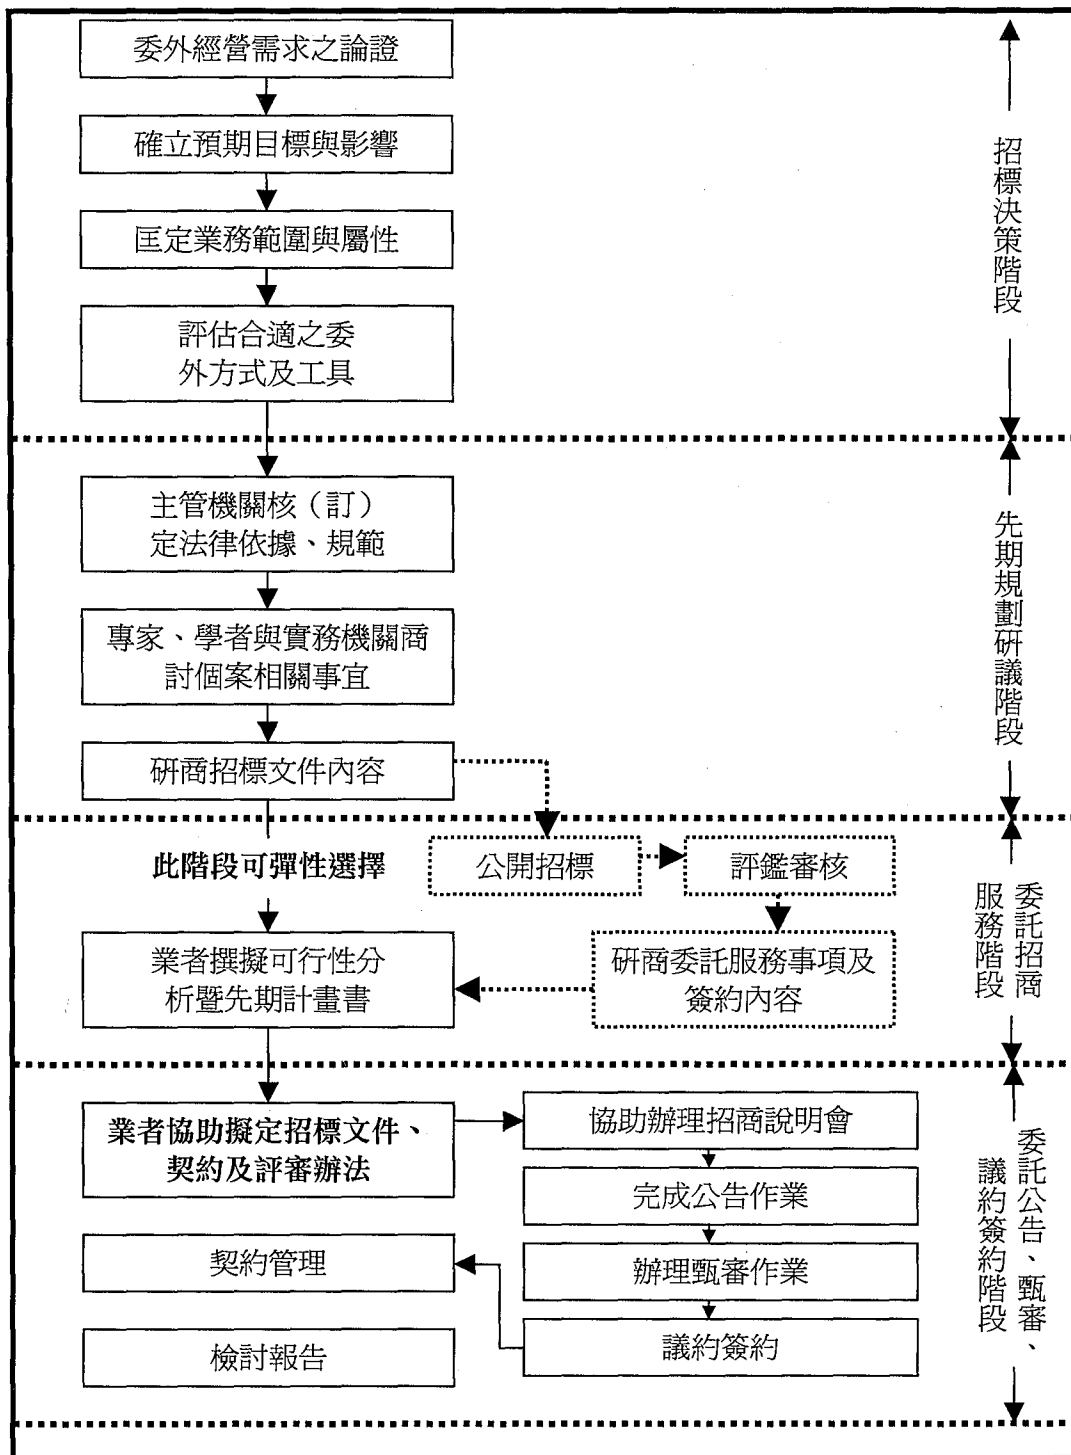 委外經營需求之論證
確立預期目標與影響
匡定業務範圍與屬性
評估合適之委
外方式及工具
招標決策階段
主管機關核（訂）
定法律依據、規範
專家、學者與實務機關商
討個案相關事宜
研商招標文件內容
先期規劃研議階段
此階段可彈性選擇
公開招標
評鑑審核
業者撰擬可行性分
析暨先期計畫書
研商委託服務事項及
簽約內容
委託招商
服務階段
業者協助擬定招標文件、
契約及評審辦法
協助辦理招商說明會
完成公告作業
辦理甄審作業
議約簽約
契約管理
檢討報告
委託公告、甄審、
議約簽約階段